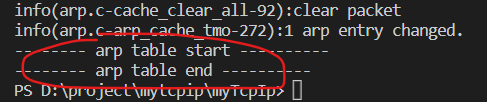 info(arp.c-cache_clear_all-92):clear packet
info(arp.c-arp_cache_tmo-272):1 arp entry changed.
---------- arp table start ----------
---------- arp table end ----------
PS D:\project\mytcpip\myTcpIp>